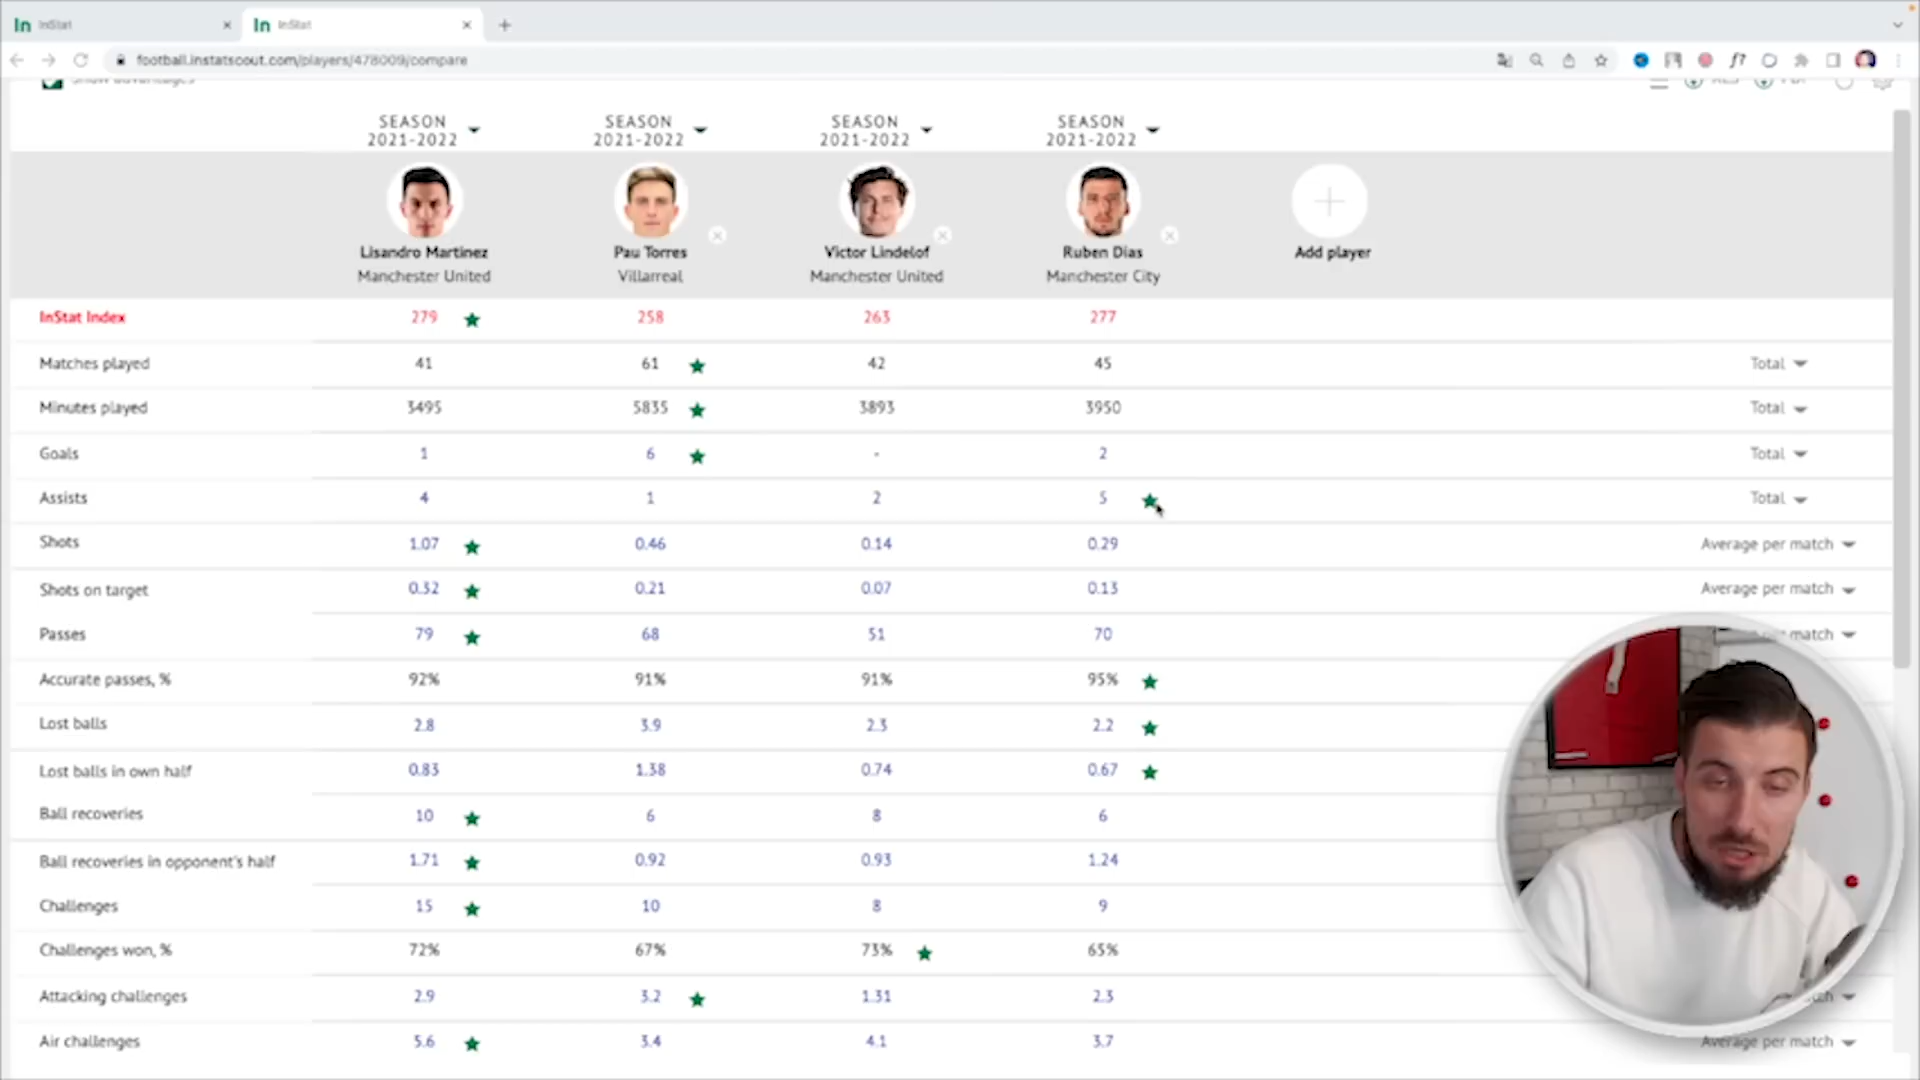 InStat
InStat
football.instatscout.com/players/478009/compare
Show advantages
SEASON 2021-2022
SEASON 2021-2022
SEASON 2021-2022
SEASON 2021-2022
Lisandro Martinez
Pau Torres
Victor Lindelof
Ruben Dias
Add player
Manchester United
Villarreal
Manchester United
Manchester City
InStat Index 279 258 263 277
Matches played 41 61 42 45 Total
Minutes played 3495 5835 3893 3950 Total
Goals 1 6 - 2 Total
Assists 4 1 2 5 Total
Shots 1.07 0.46 0.14 0.29 Average per match
Shots on target 0.32 0.21 0.07 0.13 Average per match
Passes 79 68 51 70 match
Accurate passes, % 92% 91% 91% 95%
Lost balls 2.8 3.9 2.3 2.2
Lost balls in own half 0.83 1.38 0.74 0.67
Ball recoveries 10 6 8 6
Ball recoveries in opponent's half 1.71 0.92 0.93 1.24
Challenges 15 10 8 9
Challenges won, % 72% 67% 73% 65%
Attacking challenges 2.9 3.2 1.31 2.3
Air challenges 5.6 3.4 4.1 3.7 Average per match